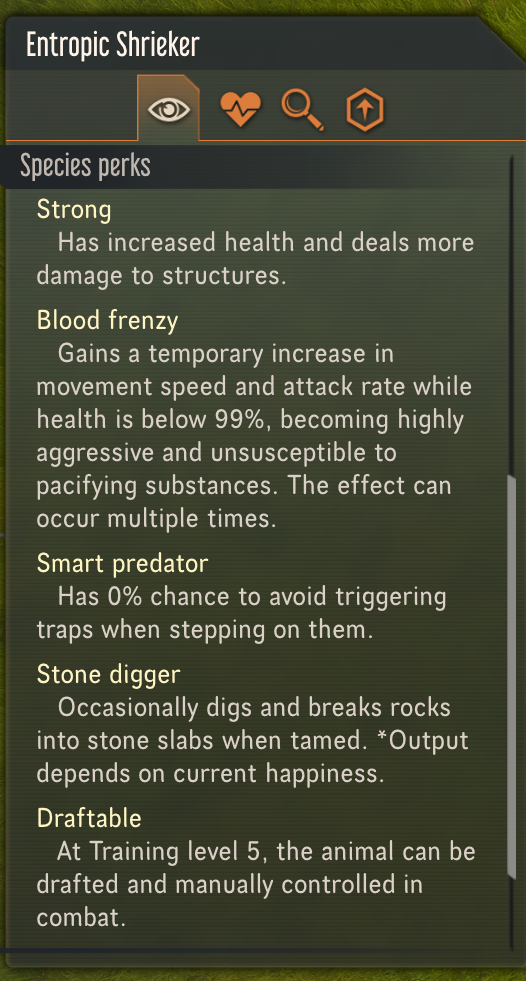 Entropic Shrieker
Species perks
Strong
Has increased health and deals more
damage to structures.
Blood frenzy
Gains a temporary increase in
movement speed and attack rate while
health is below 99%, becoming highly
aggressive and unsusceptible to
pacifying substances. The effect can
occur multiple times.
Smart predator
Has 0% chance to avoid triggering
traps when stepping on them.
Stone digger
Occasionally digs and breaks rocks
into stone slabs when tamed. *Output
depends on current happiness.
Draftable
At Training level 5, the animal can be
drafted and manually controlled in
combat.